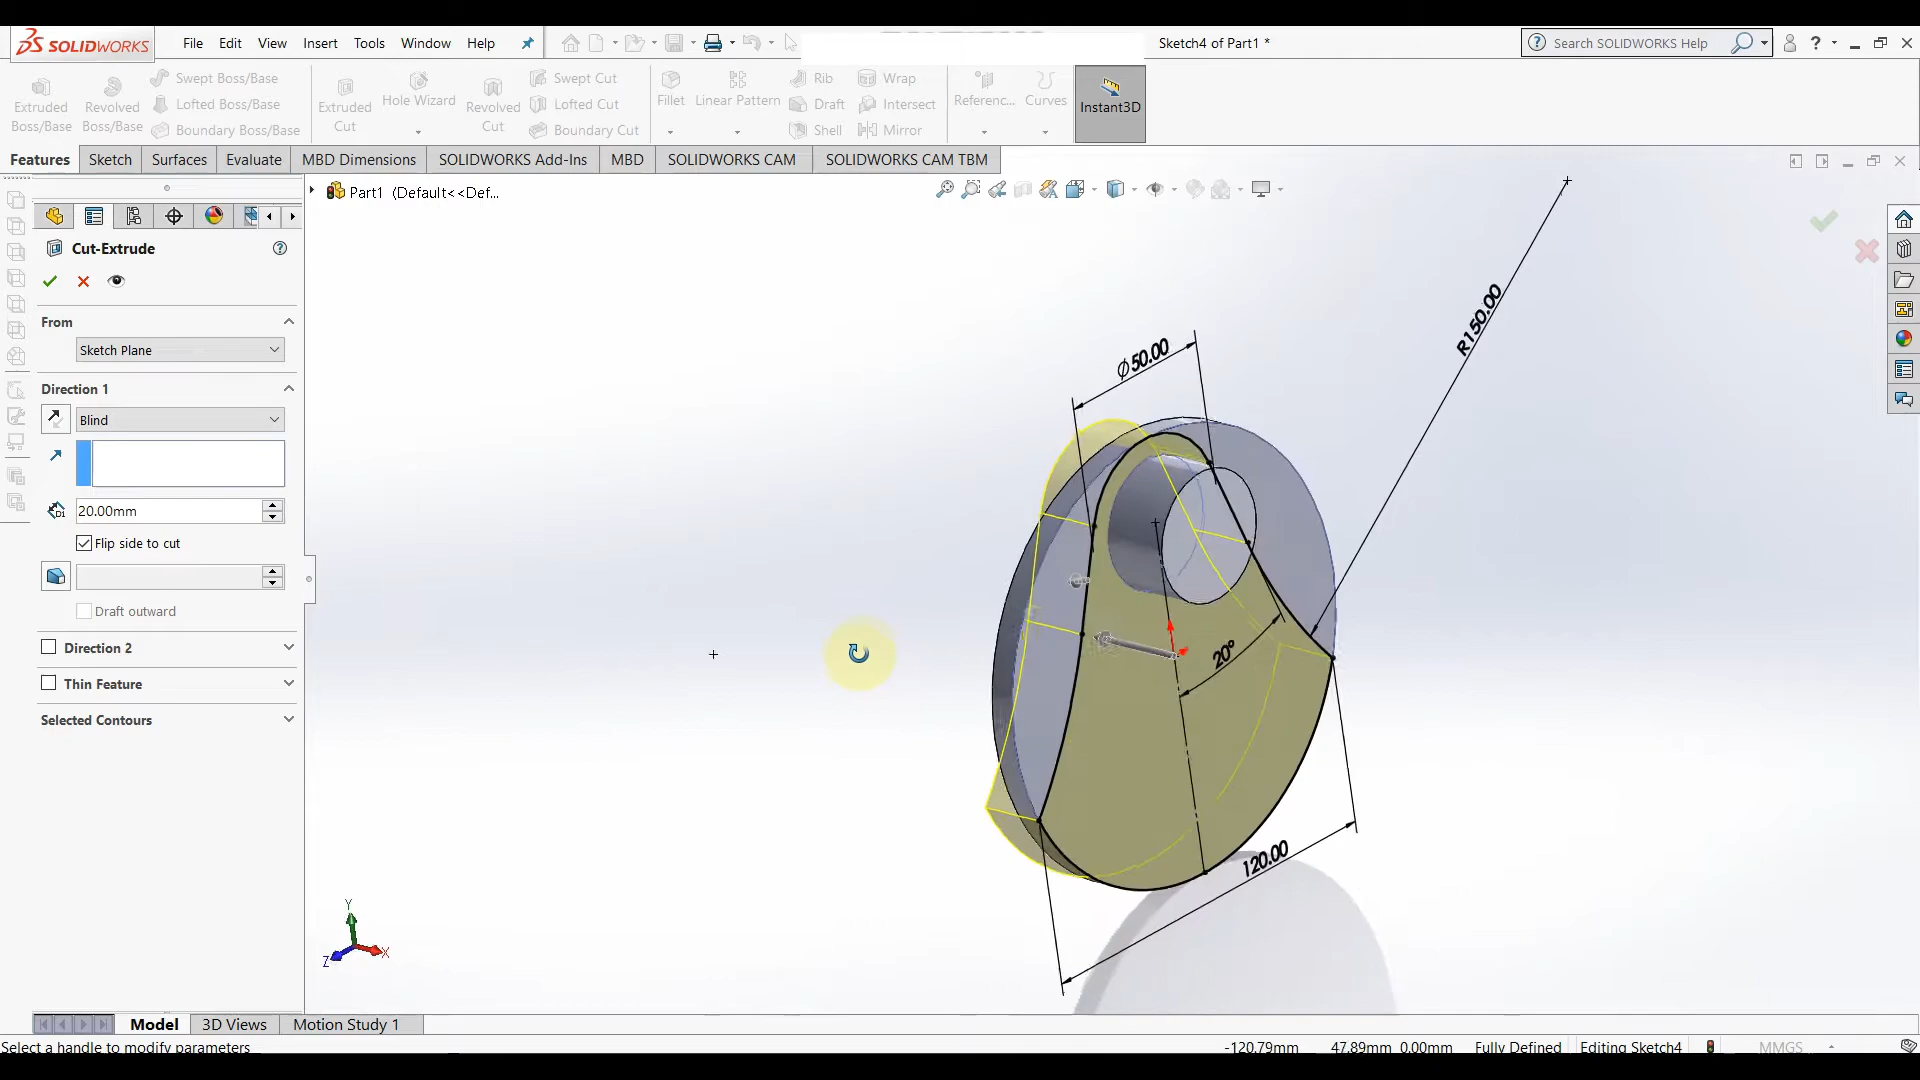 SOLIDWORKS File Edit View Insert Tools Window Help Sketch4 of Part1 * Search SOLIDWORKS Help
Extruded Boss/Base
Revolved Boss/Base
Swept Boss/Base
Lofted Boss/Base
Boundary Boss/Base
Extruded Cut
Hole Wizard
Revolved Cut
Swept Cut
Lofted Cut
Boundary Cut
Fillet
Linear Pattern
Rib
Draft
Shell
Wrap
Intersect
Mirror
Referenc...
Curves
Instant3D
Features Sketch Surfaces Evaluate MBD Dimensions SOLIDWORKS Add-Ins MBD SOLIDWORKS CAM SOLIDWORKS CAM TBM
Part1 (Default<<Def...
Cut-Extrude
From
Sketch Plane
Direction 1
Blind
D1
20.00mm
Flip side to cut
Draft outward
Direction 2
Thin Feature
Selected Contours
R150.00
Ø50.00
20°
120.00
Y
X
Z
Model 3D Views Motion Study 1
Select a handle to modify parameters -120.79mm 47.89mm 0.00mm Fully Defined Editing Sketch4 MMGS